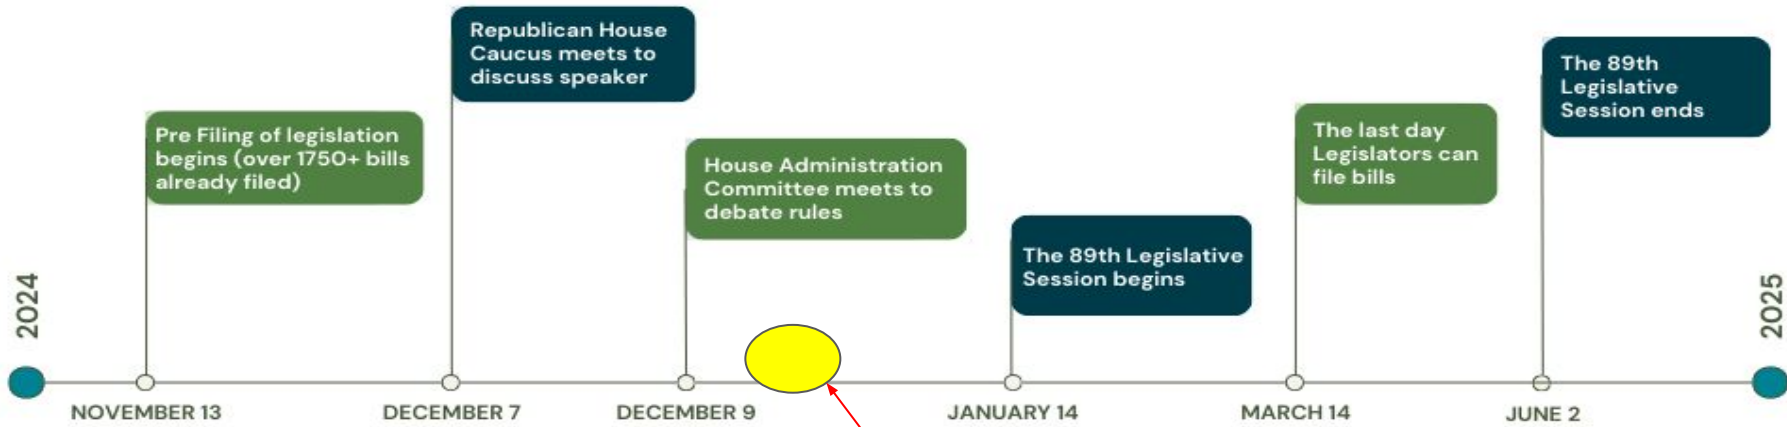 Republican House
Caucus meets to
discuss speaker
The 89th
Legislative
Session ends
Pre Filing of legislation
begins (over 1750+ bills
already filed)
The last day
Legislators can
file bills
House Administration
Committee meets to
debate rules
The 89th Legislative
Session begins
2024
2025
NOVEMBER 13
DECEMBER 7
DECEMBER 9
JANUARY 14
MARCH 14
JUNE 2